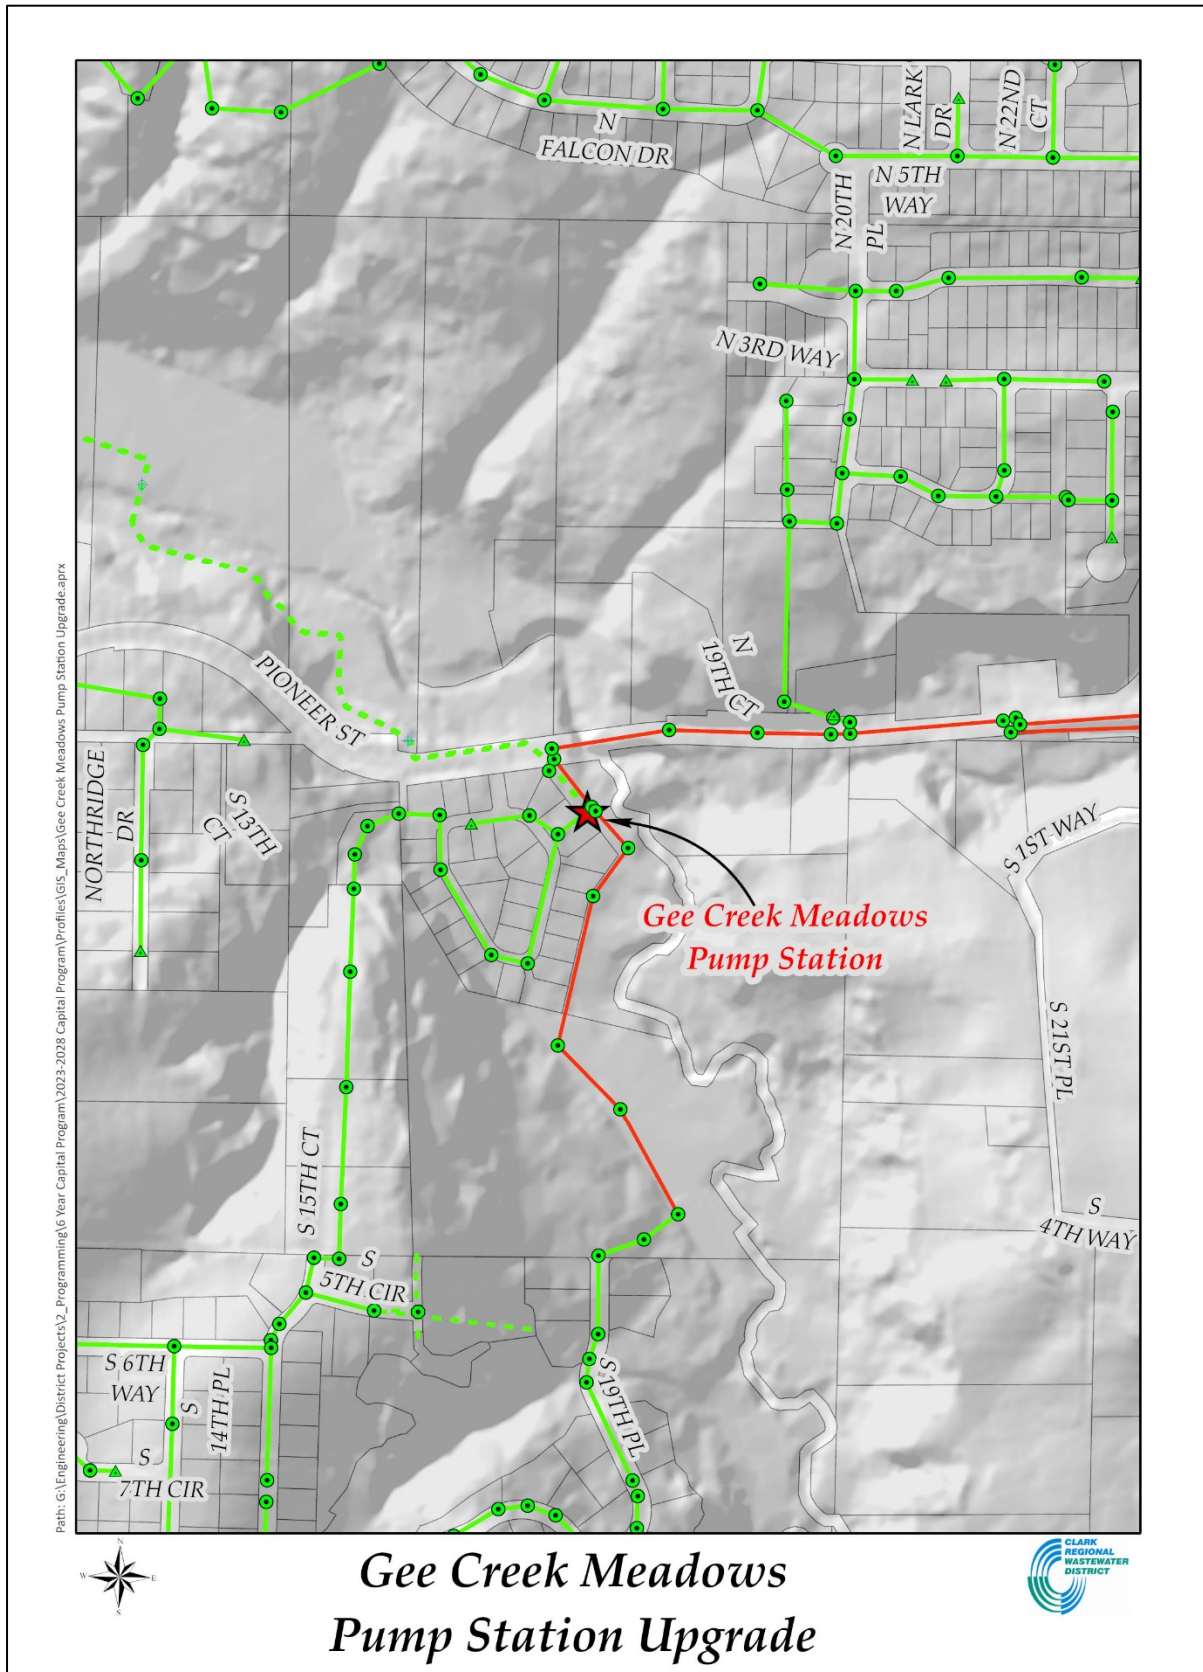 N
FALCON DR
N LARK
DR
N 22ND
CT
N 5TH
WAY
N 20TH
PL
N 3RD WAY
N
19TH CT
PIONEER ST
NORTHRIDGE
DR
S 13TH
CT
S 1ST WAY
Gee Creek Meadows
Pump Station
S 21ST PL
S 15TH CT
S
4TH WAY
S
5TH CIR
S 6TH
WAY
S
14TH PL
S 19TH PL
S
7TH CIR
Path: G:\Engineering\District Projects\2_Programming\6 Year Capital Program\2023-2028 Capital Program\Profiles\GIS_Maps\Gee Creek Meadows Pump Station Upgrade.aprx
N
W
E
S
Gee Creek Meadows
Pump Station Upgrade
CLARK
REGIONAL
WASTEWATER
DISTRICT